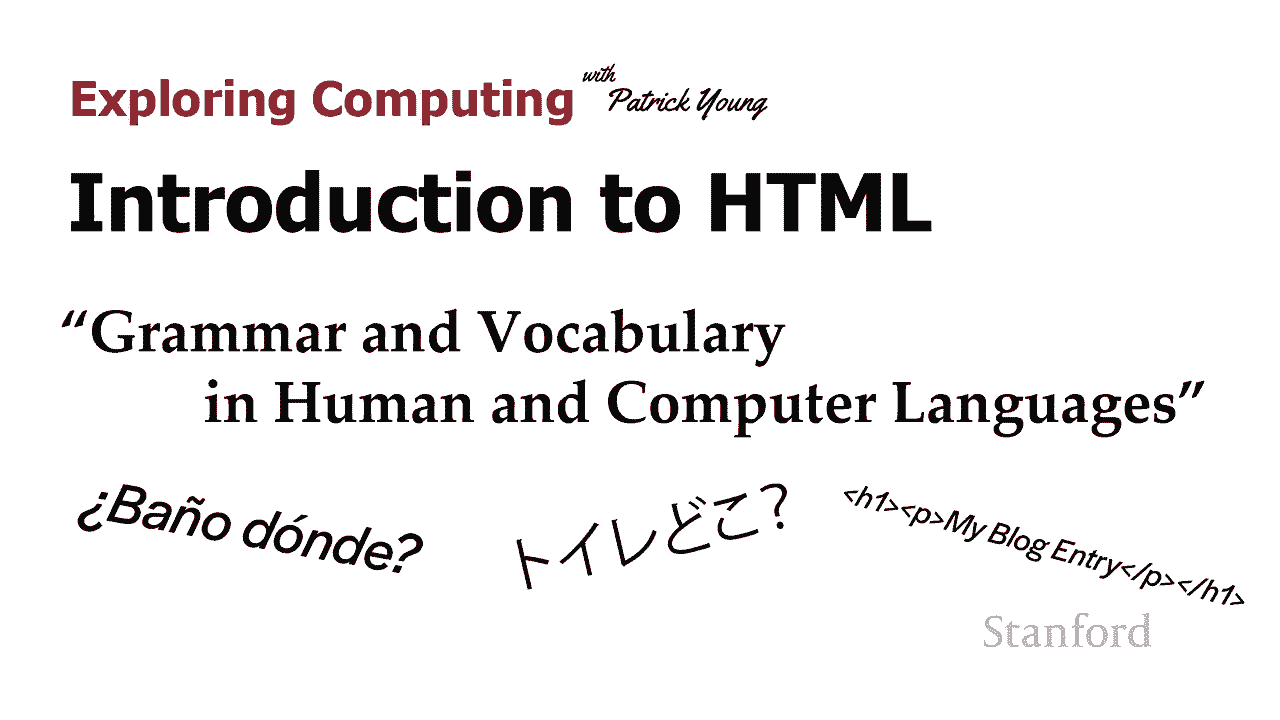 Exploring Computing with Patrick Young
Introduction to HTML
“Grammar and Vocabulary
in Human and Computer Languages”
¿Baño dónde?
トイレどこ?
<h1><p>My Blog Entry</p></h1>
Stanford